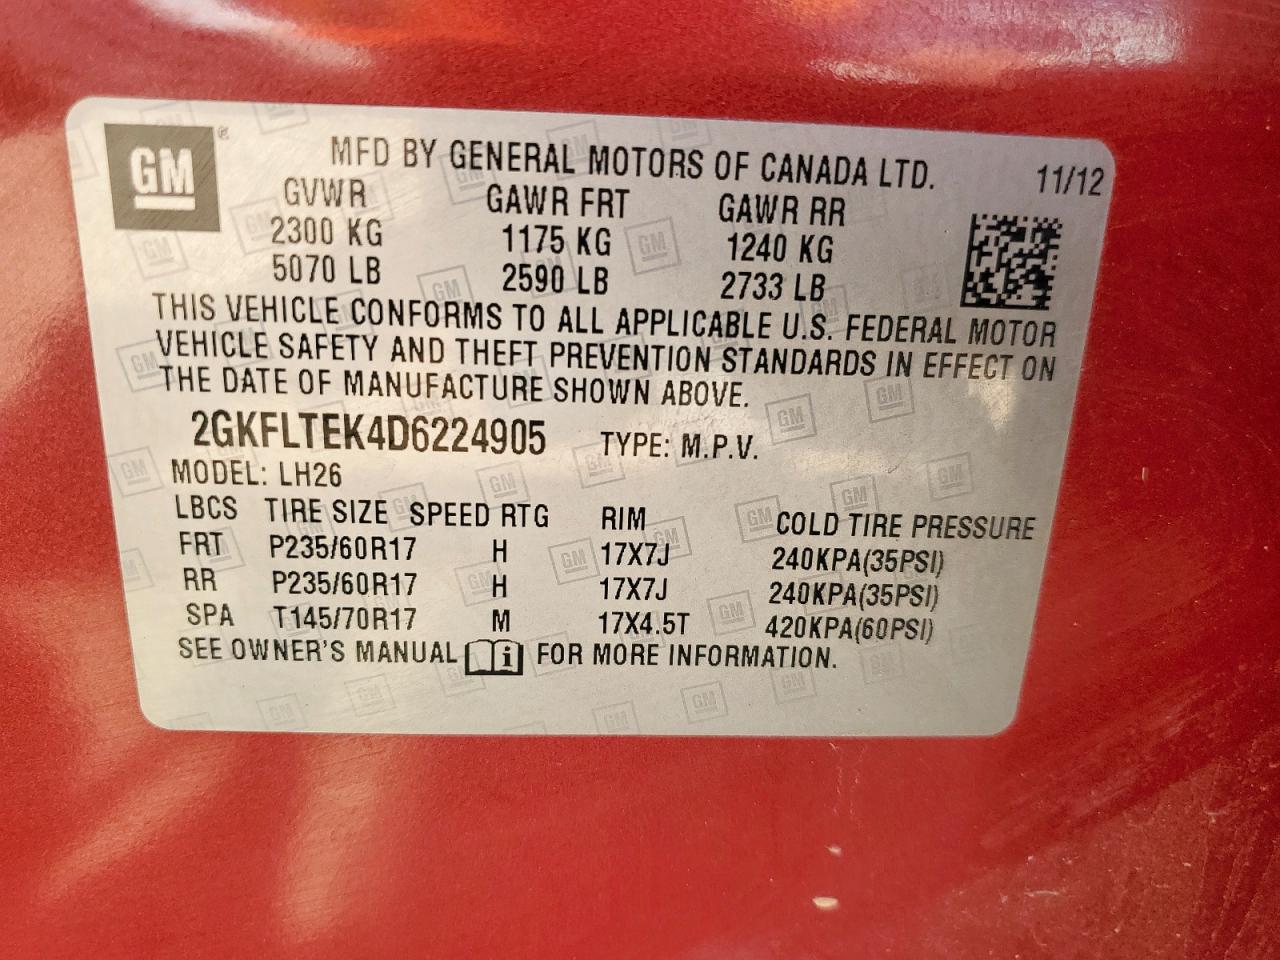 GM®
MFD BY GENERAL MOTORS OF CANADA LTD. 11/12
GVWR GAWR FRT GAWR RR
2300 KG 1175 KG 1240 KG
5070 LB 2590 LB 2733 LB
THIS VEHICLE CONFORMS TO ALL APPLICABLE U.S. FEDERAL MOTOR
VEHICLE SAFETY AND THEFT PREVENTION STANDARDS IN EFFECT ON
THE DATE OF MANUFACTURE SHOWN ABOVE.
2GKFLTEK4D6224905 TYPE: M.P.V.
MODEL: LH26
LBCS TIRE SIZE SPEED RTG RIM COLD TIRE PRESSURE
FRT P235/60R17 H 17X7J 240KPA(35PSI)
RR P235/60R17 H 17X7J 240KPA(35PSI)
SPA T145/70R17 M 17X4.5T 420KPA(60PSI)
SEE OWNER'S MANUAL i FOR MORE INFORMATION.